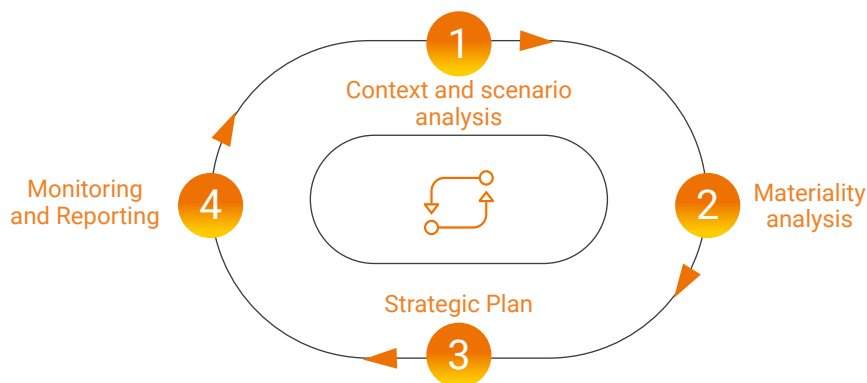 1
Context and scenario
analysis
2
Materiality
analysis
3
Strategic Plan
4
Monitoring
and Reporting